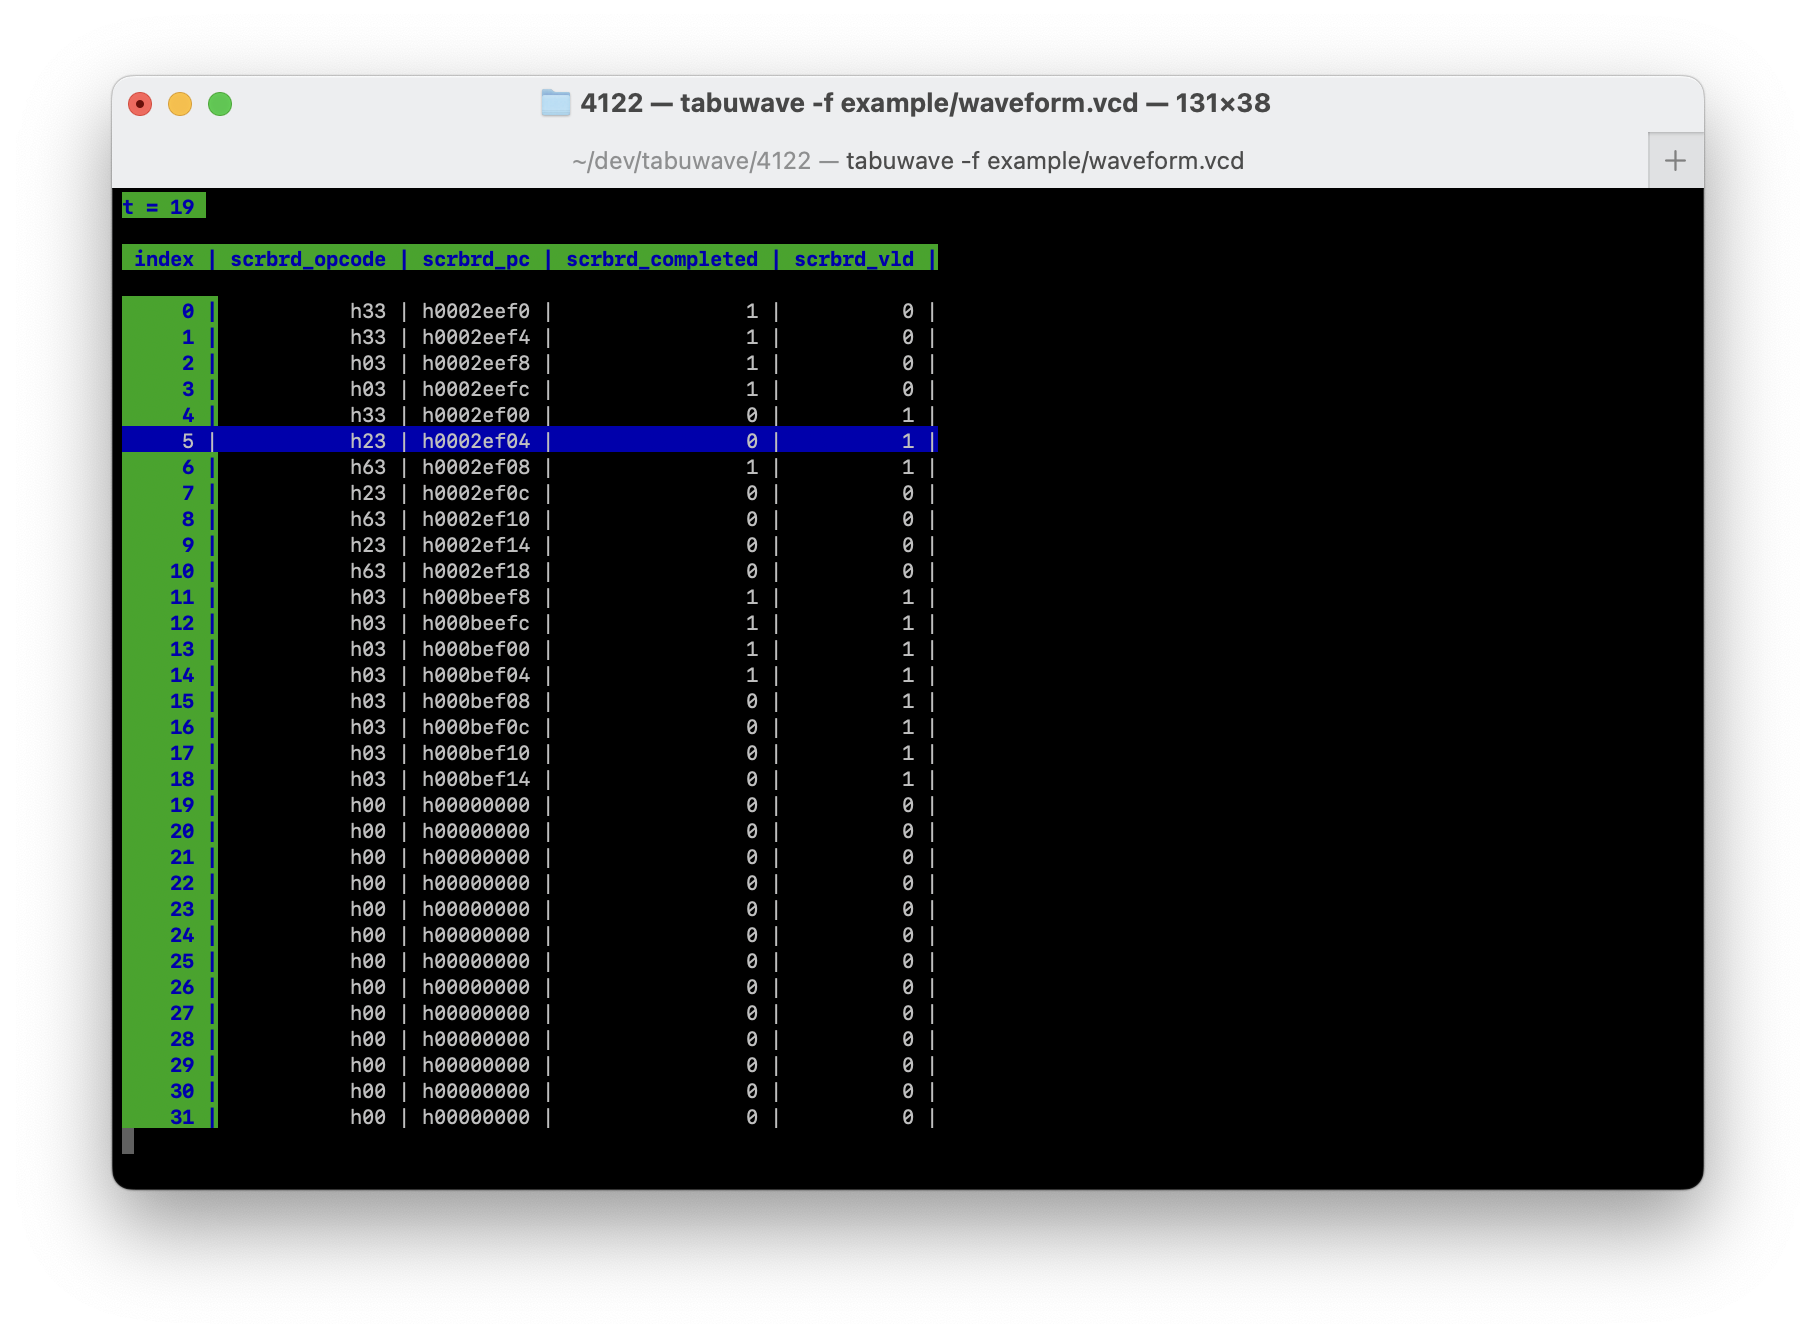 4122 — tabuwave -f example/waveform.vcd — 131×38
~/dev/tabuwave/4122 — tabuwave -f example/waveform.vcd +
t = 19
index | scrbrd_opcode | scrbrd_pc | scrbrd_completed | scrbrd_vld |
0 | h33 | h0002eef0 | 1 | 0 |
1 | h33 | h0002eef4 | 1 | 0 |
2 | h03 | h0002eef8 | 1 | 0 |
3 | h03 | h0002eefc | 1 | 0 |
4 | h33 | h0002ef00 | 0 | 1 |
5 | h23 | h0002ef04 | 0 | 1 |
6 | h63 | h0002ef08 | 1 | 1 |
7 | h23 | h0002ef0c | 0 | 0 |
8 | h63 | h0002ef10 | 0 | 0 |
9 | h23 | h0002ef14 | 0 | 0 |
10 | h63 | h0002ef18 | 0 | 0 |
11 | h03 | h000beef8 | 1 | 1 |
12 | h03 | h000beefc | 1 | 1 |
13 | h03 | h000bef00 | 1 | 1 |
14 | h03 | h000bef04 | 1 | 1 |
15 | h03 | h000bef08 | 0 | 1 |
16 | h03 | h000bef0c | 0 | 1 |
17 | h03 | h000bef10 | 0 | 1 |
18 | h03 | h000bef14 | 0 | 1 |
19 | h00 | h00000000 | 0 | 0 |
20 | h00 | h00000000 | 0 | 0 |
21 | h00 | h00000000 | 0 | 0 |
22 | h00 | h00000000 | 0 | 0 |
23 | h00 | h00000000 | 0 | 0 |
24 | h00 | h00000000 | 0 | 0 |
25 | h00 | h00000000 | 0 | 0 |
26 | h00 | h00000000 | 0 | 0 |
27 | h00 | h00000000 | 0 | 0 |
28 | h00 | h00000000 | 0 | 0 |
29 | h00 | h00000000 | 0 | 0 |
30 | h00 | h00000000 | 0 | 0 |
31 | h00 | h00000000 | 0 | 0 |